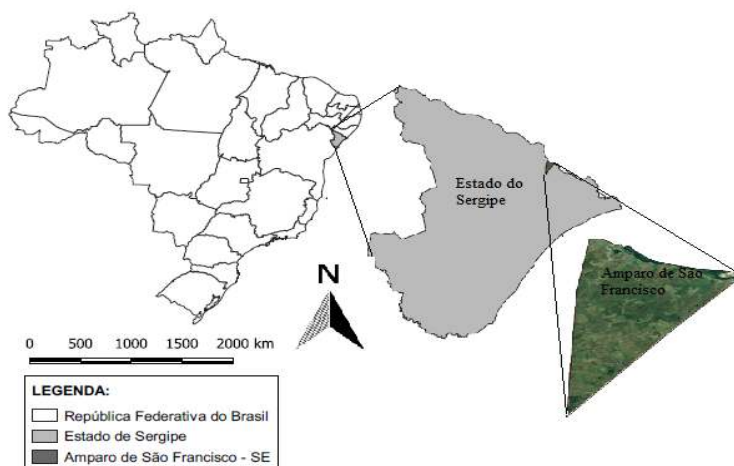 Estado do
Sergipe
Amparo de São
Francisco
N
0 500 1000 1500 2000 km
LEGENDA:
República Federativa do Brasil
Estado de Sergipe
Amparo de São Francisco - SE